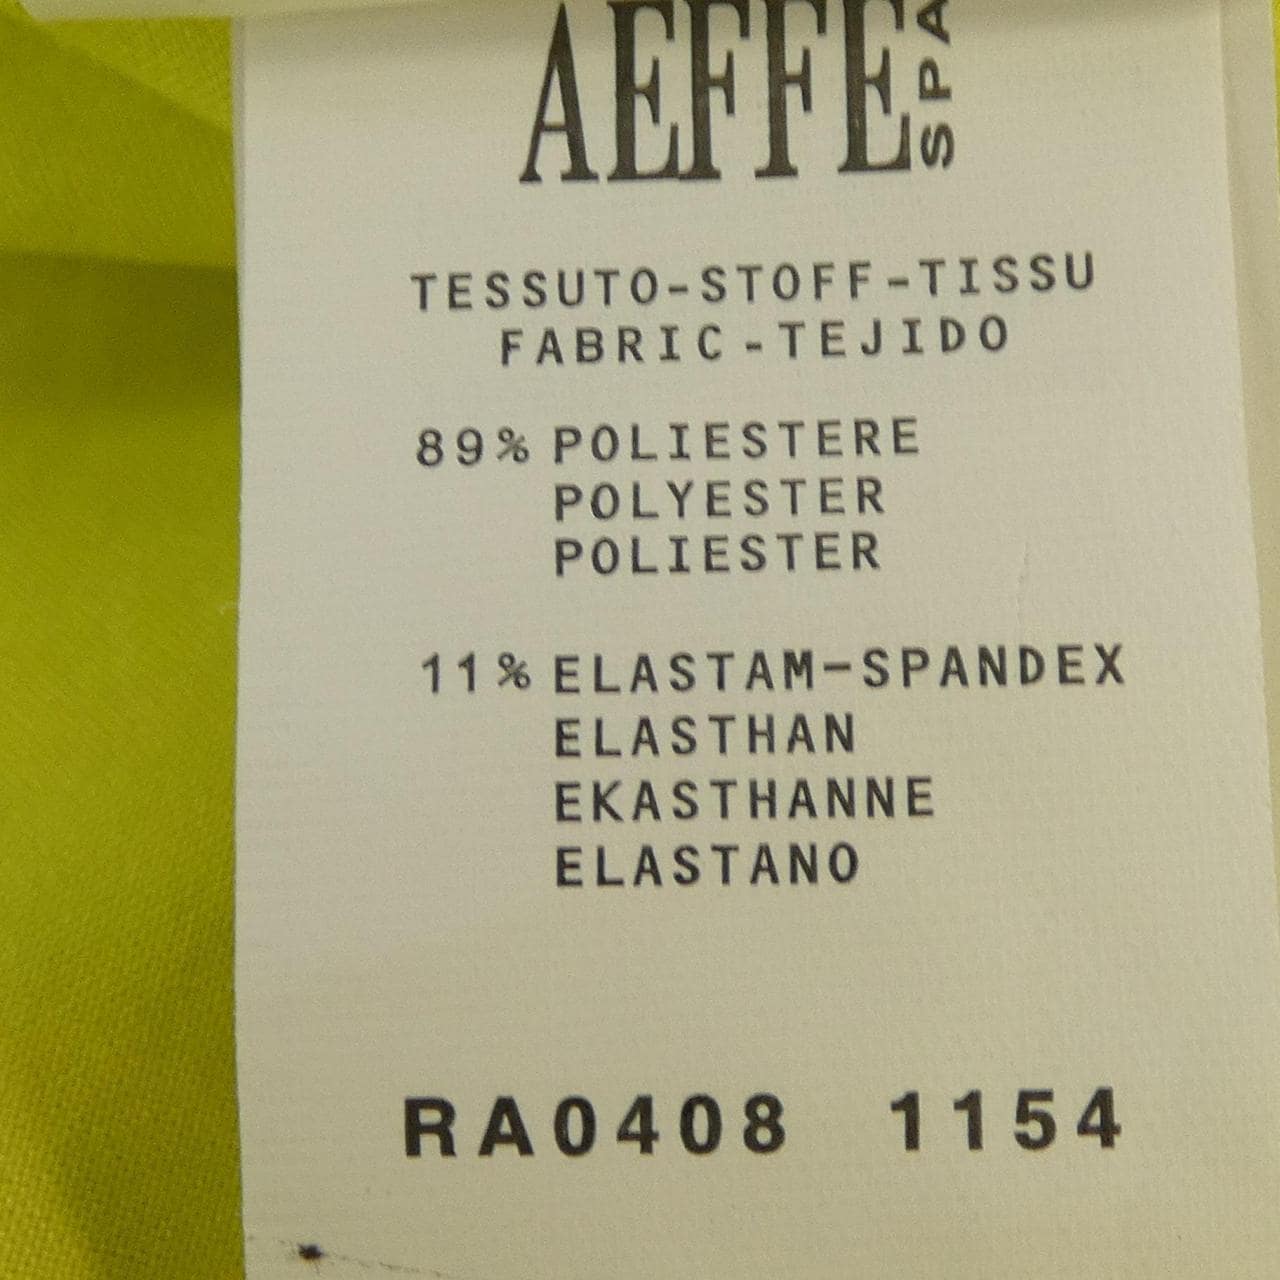 AEFFE SPA
TESSUTO-STOFF-TISSU
FABRIC-TEJIDO
89% POLIESTERE
POLYESTER
POLIESTER
11% ELASTAM-SPANDEX
ELASTHAN
EKASTHANNE
ELASTANO
RA0408 1154